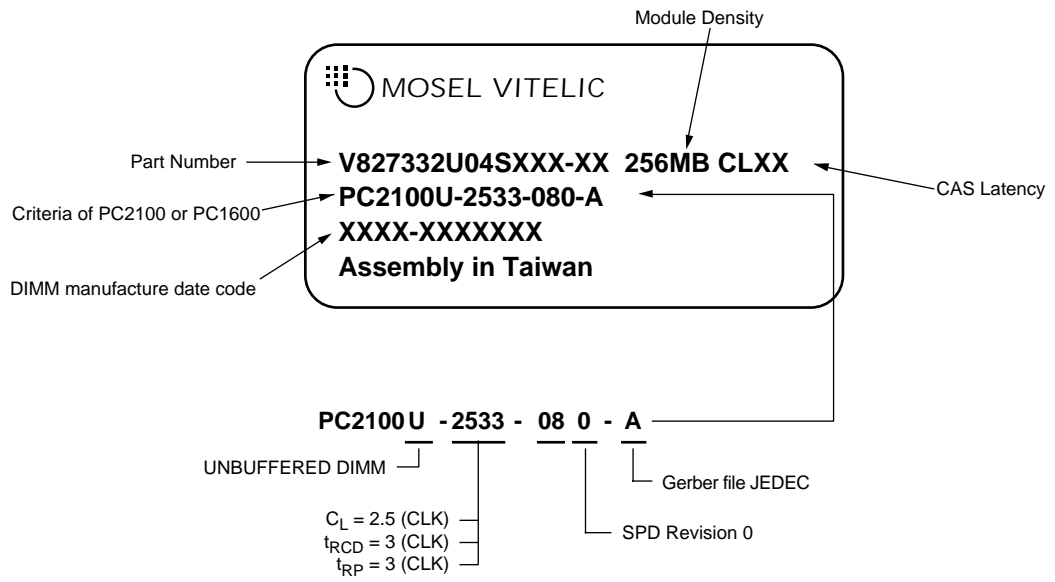 Module Density
MOSEL VITELIC
Part Number
V827332U04SXXX-XX 256MB CLXX
CAS Latency
Criteria of PC2100 or PC1600
PC2100U-2533-080-A
XXXX-XXXXXXX
DIMM manufacture date code
Assembly in Taiwan
PC2100 U - 2533 - 08 0 - A
UNBUFFERED DIMM
Gerber file JEDEC
CL = 2.5 (CLK)
tRCD = 3 (CLK)
tRP = 3 (CLK)
SPD Revision 0